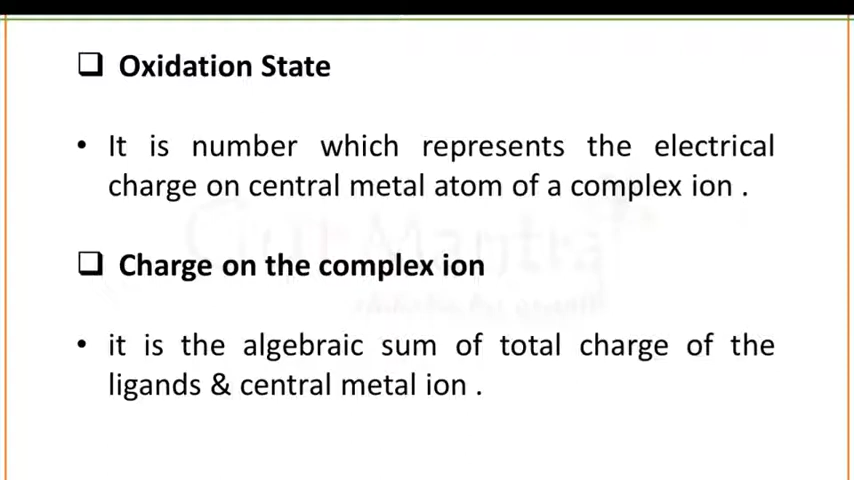 Oxidation State
• It is number which represents the electrical
charge on central metal atom of a complex ion .
Charge on the complex ion
• it is the algebraic sum of total charge of the
ligands & central metal ion .